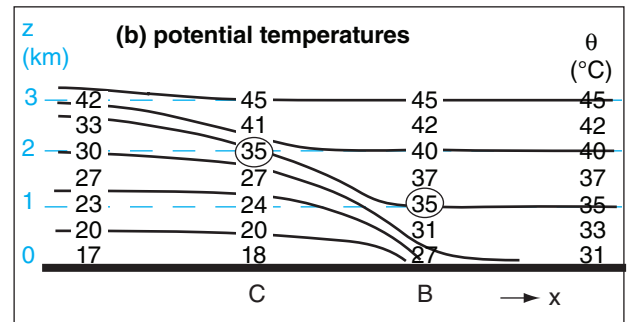 z
(km)
(b) potential temperatures
θ
(°C)
3 42 45 45 45
33 41 42 42
2 30 35 40 40
27 27 37 37
1 23 24 35 35
20 20 31 33
0 17 18 27 31
C B x